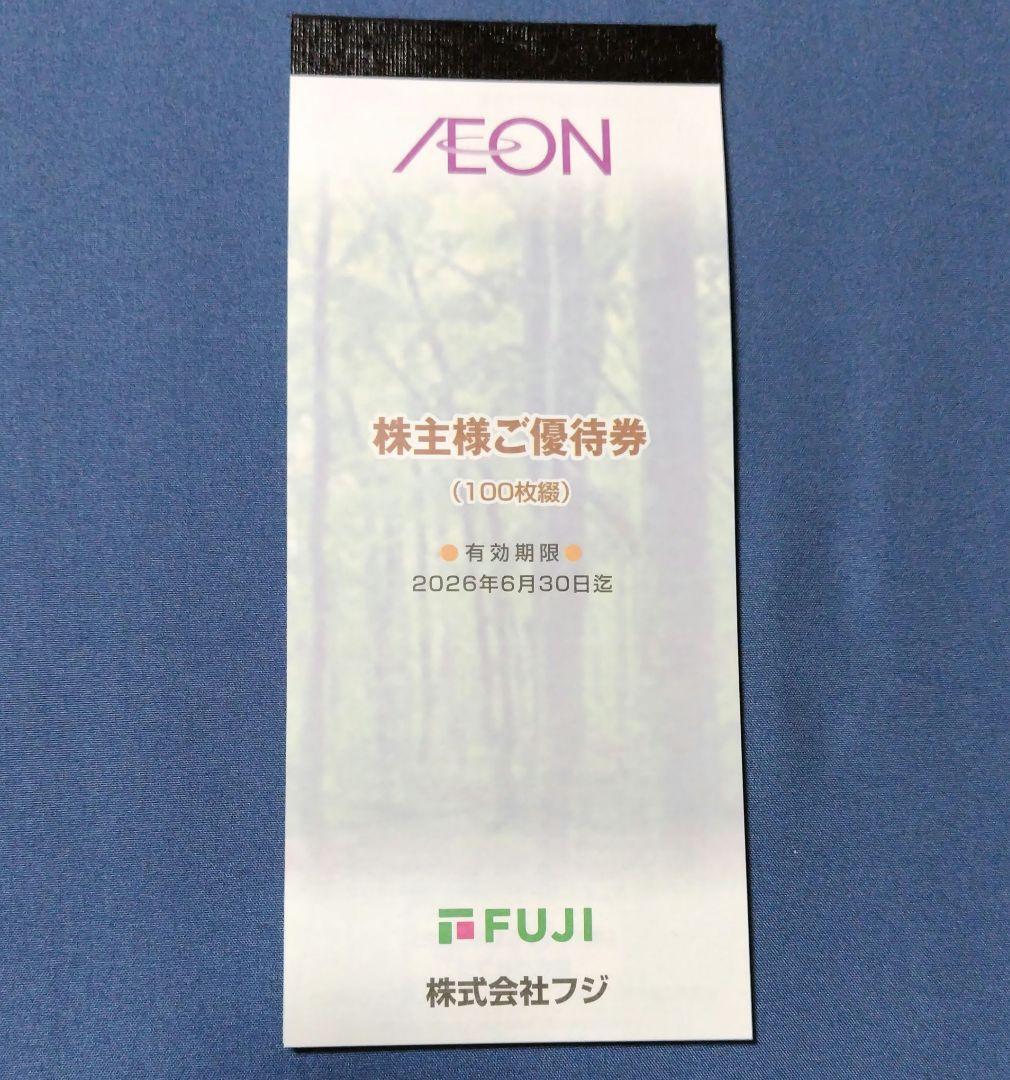 ÆON
株主様ご優待券
（100枚綴）
●有効期限●
2026年6月30日迄
FUJI
株式会社フジ